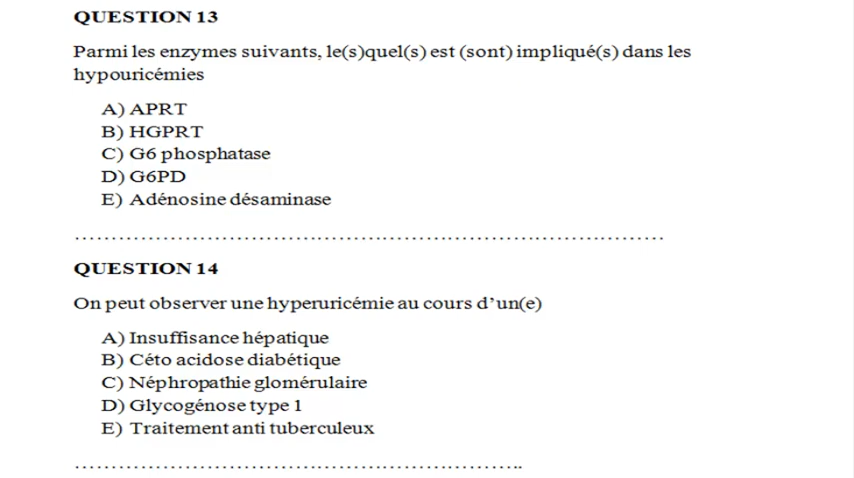 QUESTION 13
Parmi les enzymes suivants, le(s)quel(s) est (sont) impliqué(s) dans les
hypouricémies
A) APRT
B) HGPRT
C) G6 phosphatase
D) G6PD
E) Adénosine désaminase
……………………………………………………………………
QUESTION 14
On peut observer une hyperuricémie au cours d’un(e)
A) Insuffisance hépatique
B) Céto acidose diabétique
C) Néphropathie glomérulaire
D) Glycogénose type 1
E) Traitement anti tuberculeux
…………………………………………………..